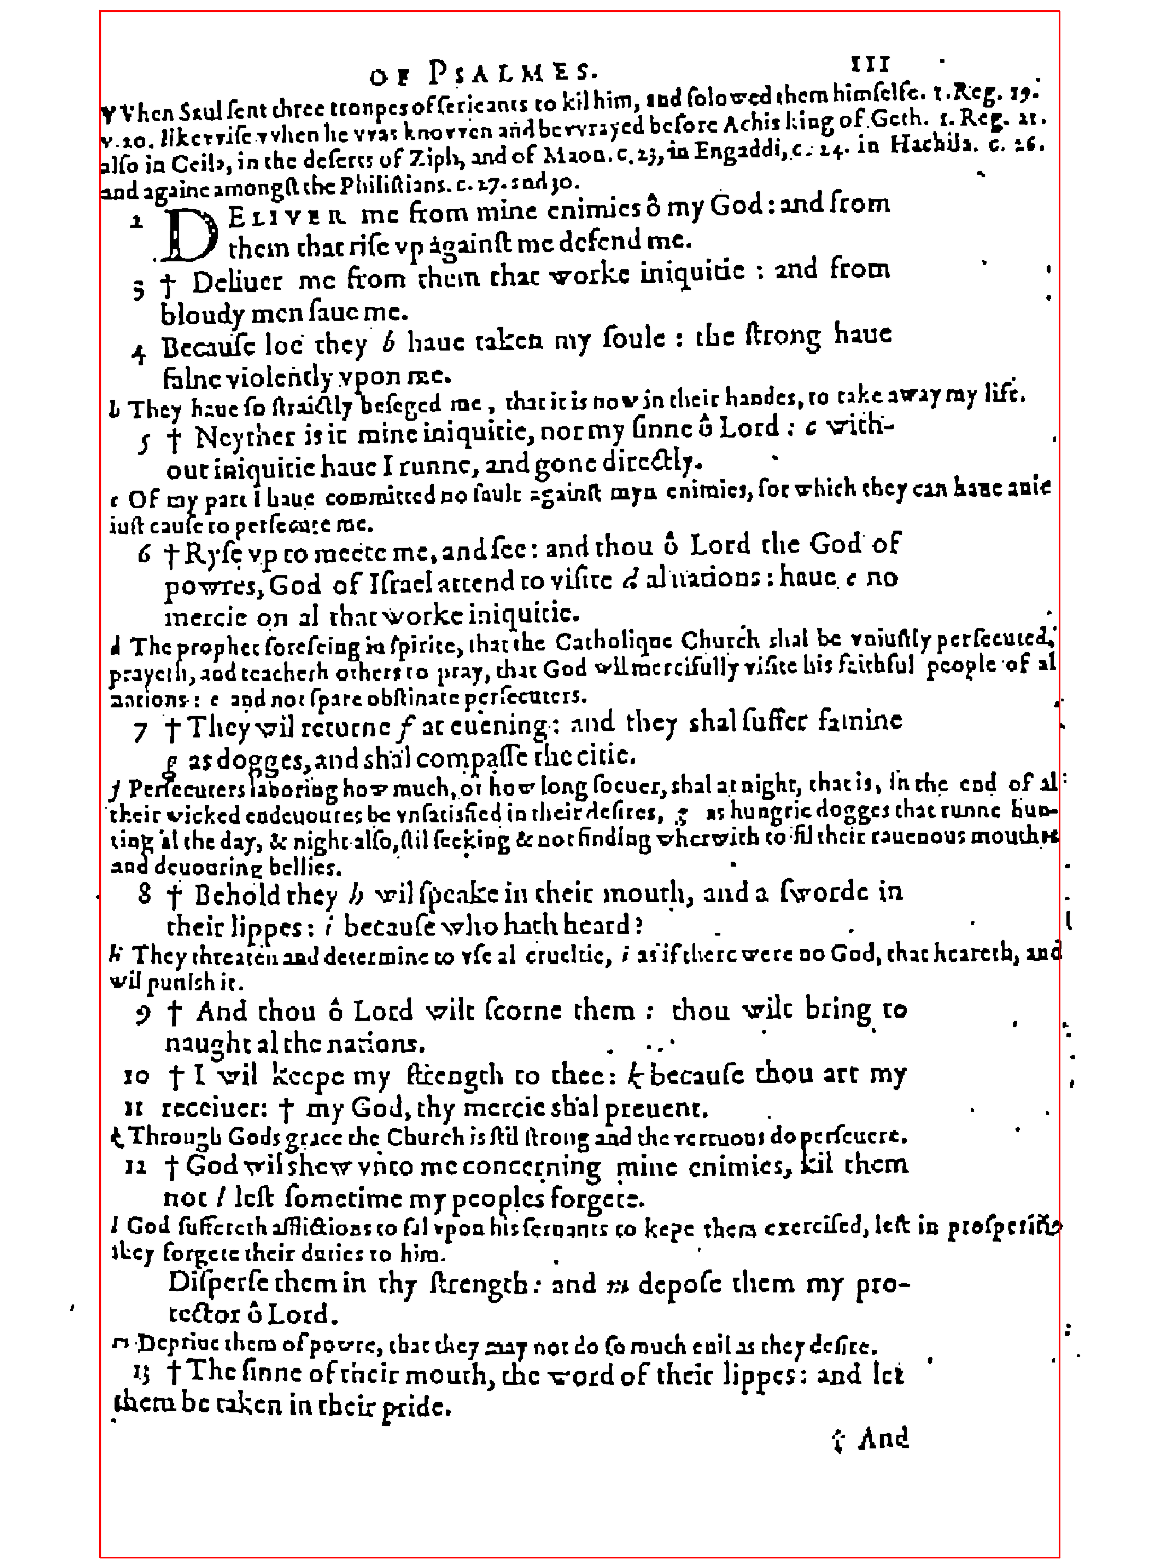 OF PSALMES. III
VVhen Saul sent three troupes of serieants to kil him, and folowed them himselfe. 1. Reg. 19.
v. 20. likevvise vvhen he vvas knovven and bevvrayed before Achis king of Geth. 1. Reg. 21.
also in Ceila, in the deserts of Ziph, and of Maon. c. 23, in Engaddi, c. 24. in Hachila. c. 26.
and againe amongſt the Philiſtians. c. 27. and 30.
1 DELIVER me from mine enimies ô my God: and from
them that riſe vp againſt me defend me.
3 † Deliuer me from them that worke iniquitie : and from
bloudy men ſaue me.
4 Becauſe loe they b haue taken my ſoule : the ſtrong haue
falne violently vpon me.
b They haue ſo ſtraictly beſeged me, that it is now in their handes, to take away my life.
5 † Neyther is it mine iniquitie, nor my ſinne ô Lord : c with-
out iniquitie haue I runne, and gone directly.
c Of my part I haue committed no fault againſt myn enimies, for which they can haue anie
iuſt cauſe to perſecute me.
6 † Ryſe vp to meete me, and ſee: and thou ô Lord the God of
powres, God of Iſrael attend to viſite d al nations: haue e no
mercie on al that worke iniquitie.
d The prophet foreſeing in ſpirite, that the Catholique Church shal be vniuſtly perſecuted,
prayeth, and teacheth others to pray, that God wil mercifully viſite his faithful people of al
nations: e and not ſpare obſtinate perſecuters.
7 † They wil returne f at euening: and they shal ſuffer famine
g as dogges, and shal compaſſe the citie.
f Perſecuters laboring how much, or how long ſoeuer, shal at night, that is, in the end of al
their wicked endeuoures be vnſatisfied in their deſires, g as hungrie dogges that runne hun-
ting al the day, & night alſo, ſtil ſeeking & not finding wherwith to fil their rauenous mouthes
and deuouring bellies.
8 † Behold they h wil ſpeake in their mouth, and a ſworde in
their lippes: i becauſe who hath heard?
h They threaten and determine to vſe al crueltie, i as if there were no God, that heareth, and
wil punish it.
9 † And thou ô Lord wilt ſcorne them : thou wilt bring to
naught al the nations.
10 † I wil keepe my ſtrength to thee: k becauſe thou art my
11 receiuer: † my God, thy mercie shal preuent.
k Through Gods grace the Church is ſtil ſtrong and the vertuous do perſeuere.
12 † God wil shew vnto me concerning mine enimies, kil them
not l leſt ſometime my peoples forgete.
l God ſuffereth afflictions to fal vpon his ſeruants to kepe them exerciſed, leſt in proſperitie
they forgete their duties to him.
Diſperſe them in thy ſtrength: and m depoſe them my pro-
tector ô Lord.
m Depriue them of powre, that they may not do ſo much euil as they deſire.
13 † The ſinne of their mouth, the word of their lippes: and let
them be taken in their pride.
† And